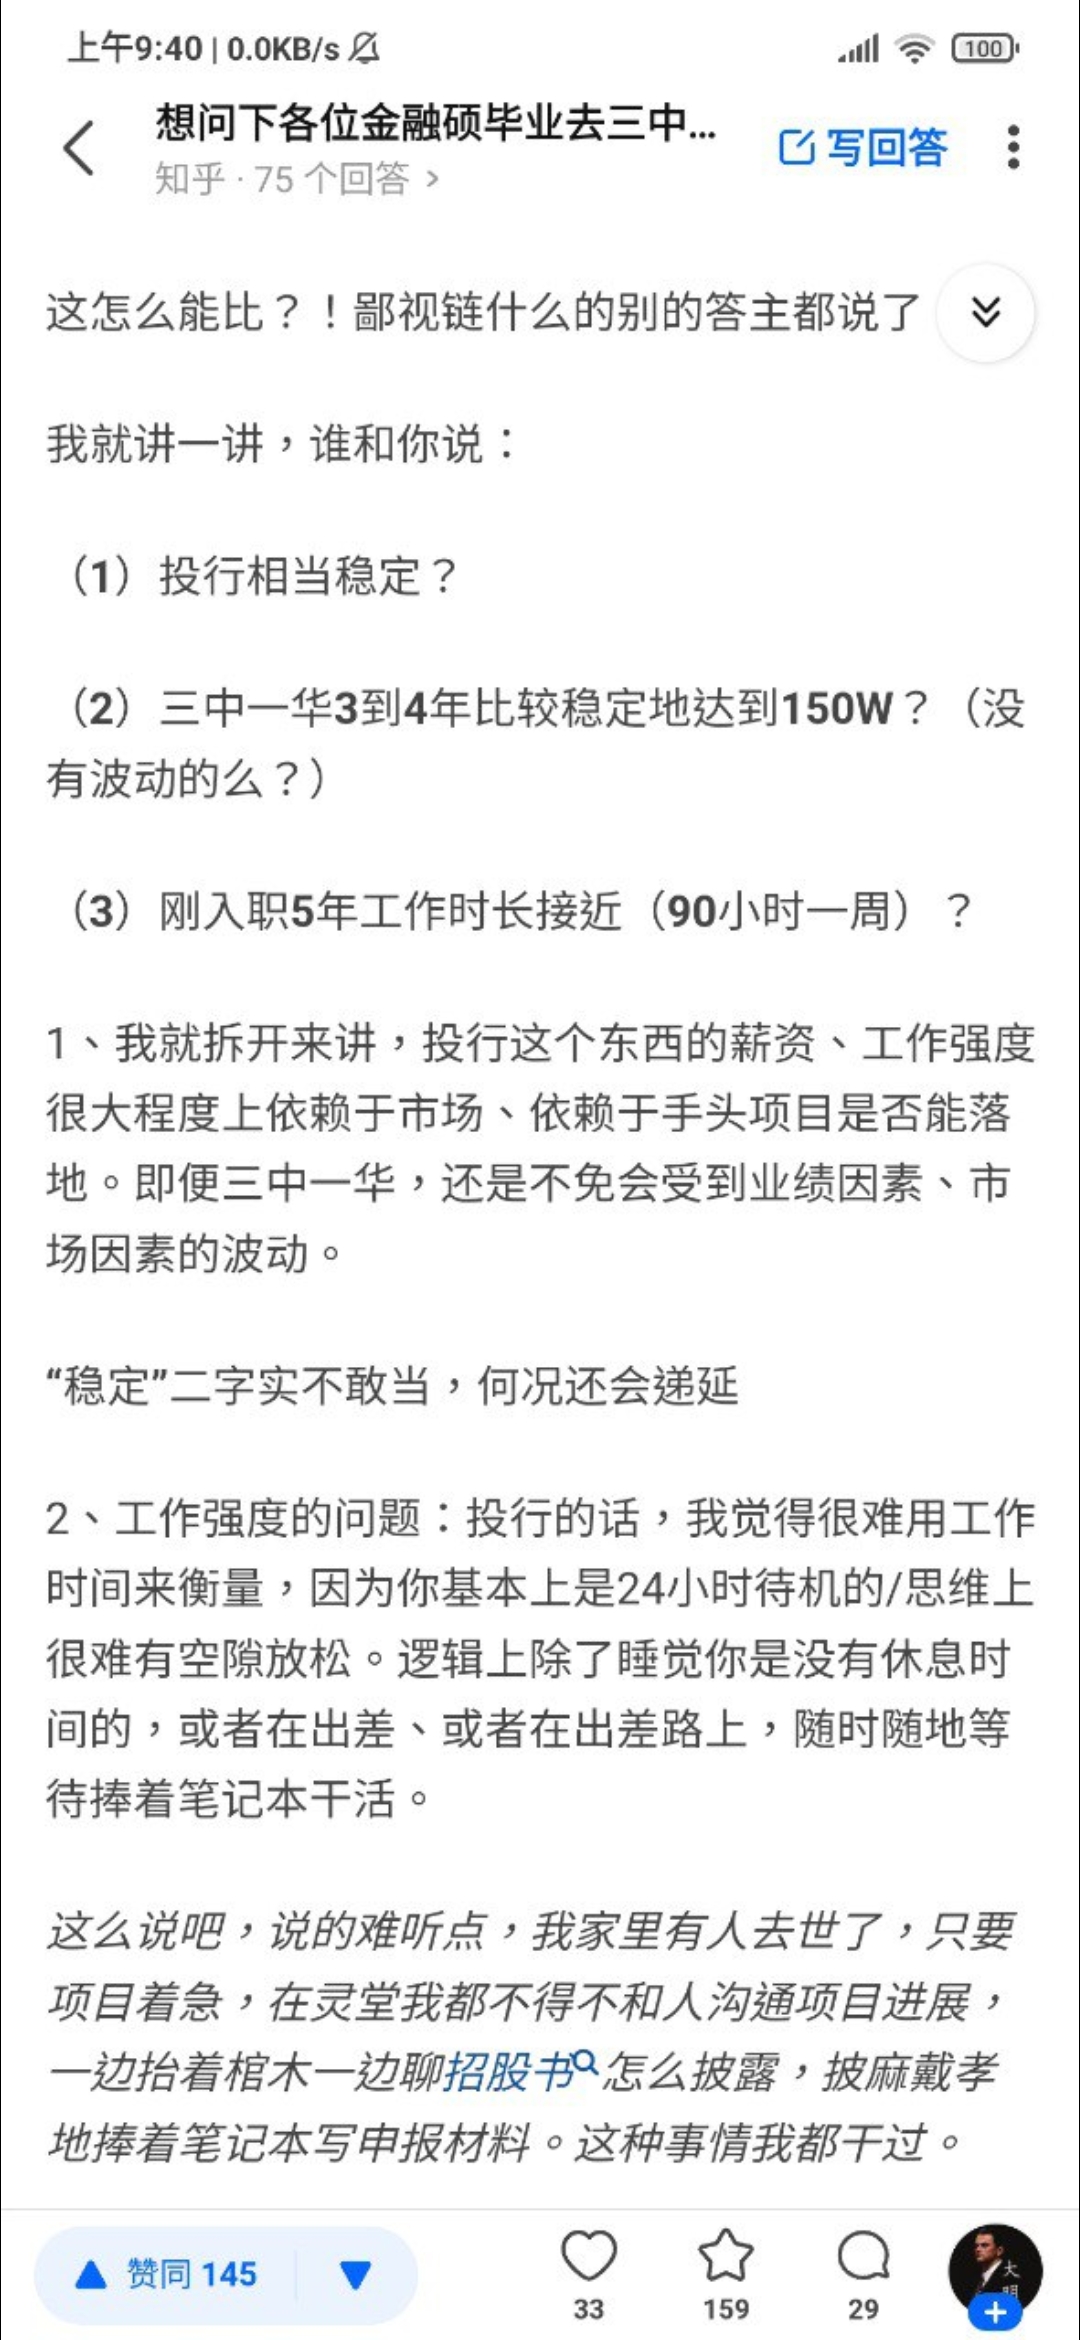 上午9:40 | 0.0KB/s
100
想问下各位金融硕毕业去三中...
知乎 · 75 个回答 >
写回答
这怎么能比？！鄙视链什么的别的答主都说了
我就讲一讲，谁和你说：
（1）投行相当稳定？
（2）三中一华3到4年比较稳定地达到150W？（没
有波动的么？）
（3）刚入职5年工作时长接近（90小时一周）？
1、我就拆开来讲，投行这个东西的薪资、工作强度
很大程度上依赖于市场、依赖于手头项目是否能落
地。即便三中一华，还是不免会受到业绩因素、市
场因素的波动。
“稳定”二字实不敢当，何况还会递延
2、工作强度的问题：投行的话，我觉得很难用工作
时间来衡量，因为你基本上是24小时待机的/思维上
很难有空隙放松。逻辑上除了睡觉你是没有休息时
间的，或者在出差、或者在出差路上，随时随地等
待捧着笔记本干活。
这么说吧，说的难听点，我家里有人去世了，只要
项目着急，在灵堂我都不得不和人沟通项目进展，
一边抬着棺木一边聊招股书怎么披露，披麻戴孝
地捧着笔记本写申报材料。这种事情我都干过。
赞同 145
33
159
29
大
明